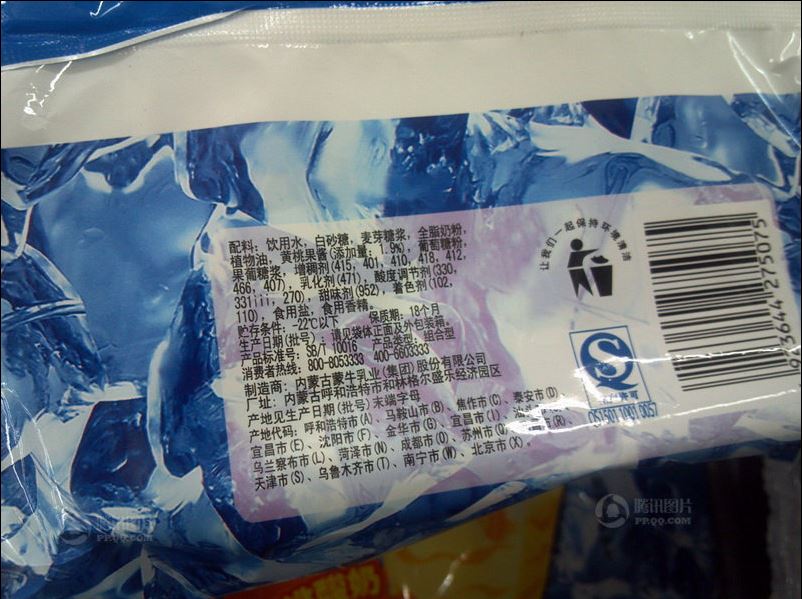 配料：饮用水，白砂糖，麦芽糖浆，全脂奶粉，
植物油，黄桃果酱(添加量：1.9%)，葡萄糖粉，
果葡糖浆，增稠剂(415，401，410，418，412，
466，407)，乳化剂(471)，酸度调节剂(330，
331iii，270)，甜味剂(952)，着色剂(102，
110)，食用盐，食用香精。
贮存条件：-22℃以下 保质期：18个月
生产日期(批号)：请见袋体正面及外包装箱。
产品标准号：SB/T 10016 产品类型：组合型
消费者热线：800-8053333 400-6603333
制造商：内蒙古蒙牛乳业(集团)股份有限公司
厂址：内蒙古呼和浩特市和林格尔盛乐经济园区
产地见生产日期(批号)末端字母
产地代码：呼和浩特市(A)、马鞍山市(B)、焦作市(C)、泰安市(D)、
宜昌市(E)、沈阳市(F)、金华市(G)、宜昌市(I)、
乌兰察布市(L)、菏泽市(N)、成都市(O)、苏州市(Q)、
天津市(S)、乌鲁木齐市(T)、南宁市(W)、北京市(X)。
让我们一起保持环境清洁
QS1501 1001 0057
923644 275075
酸奶
腾讯图片
PP.QQ.COM